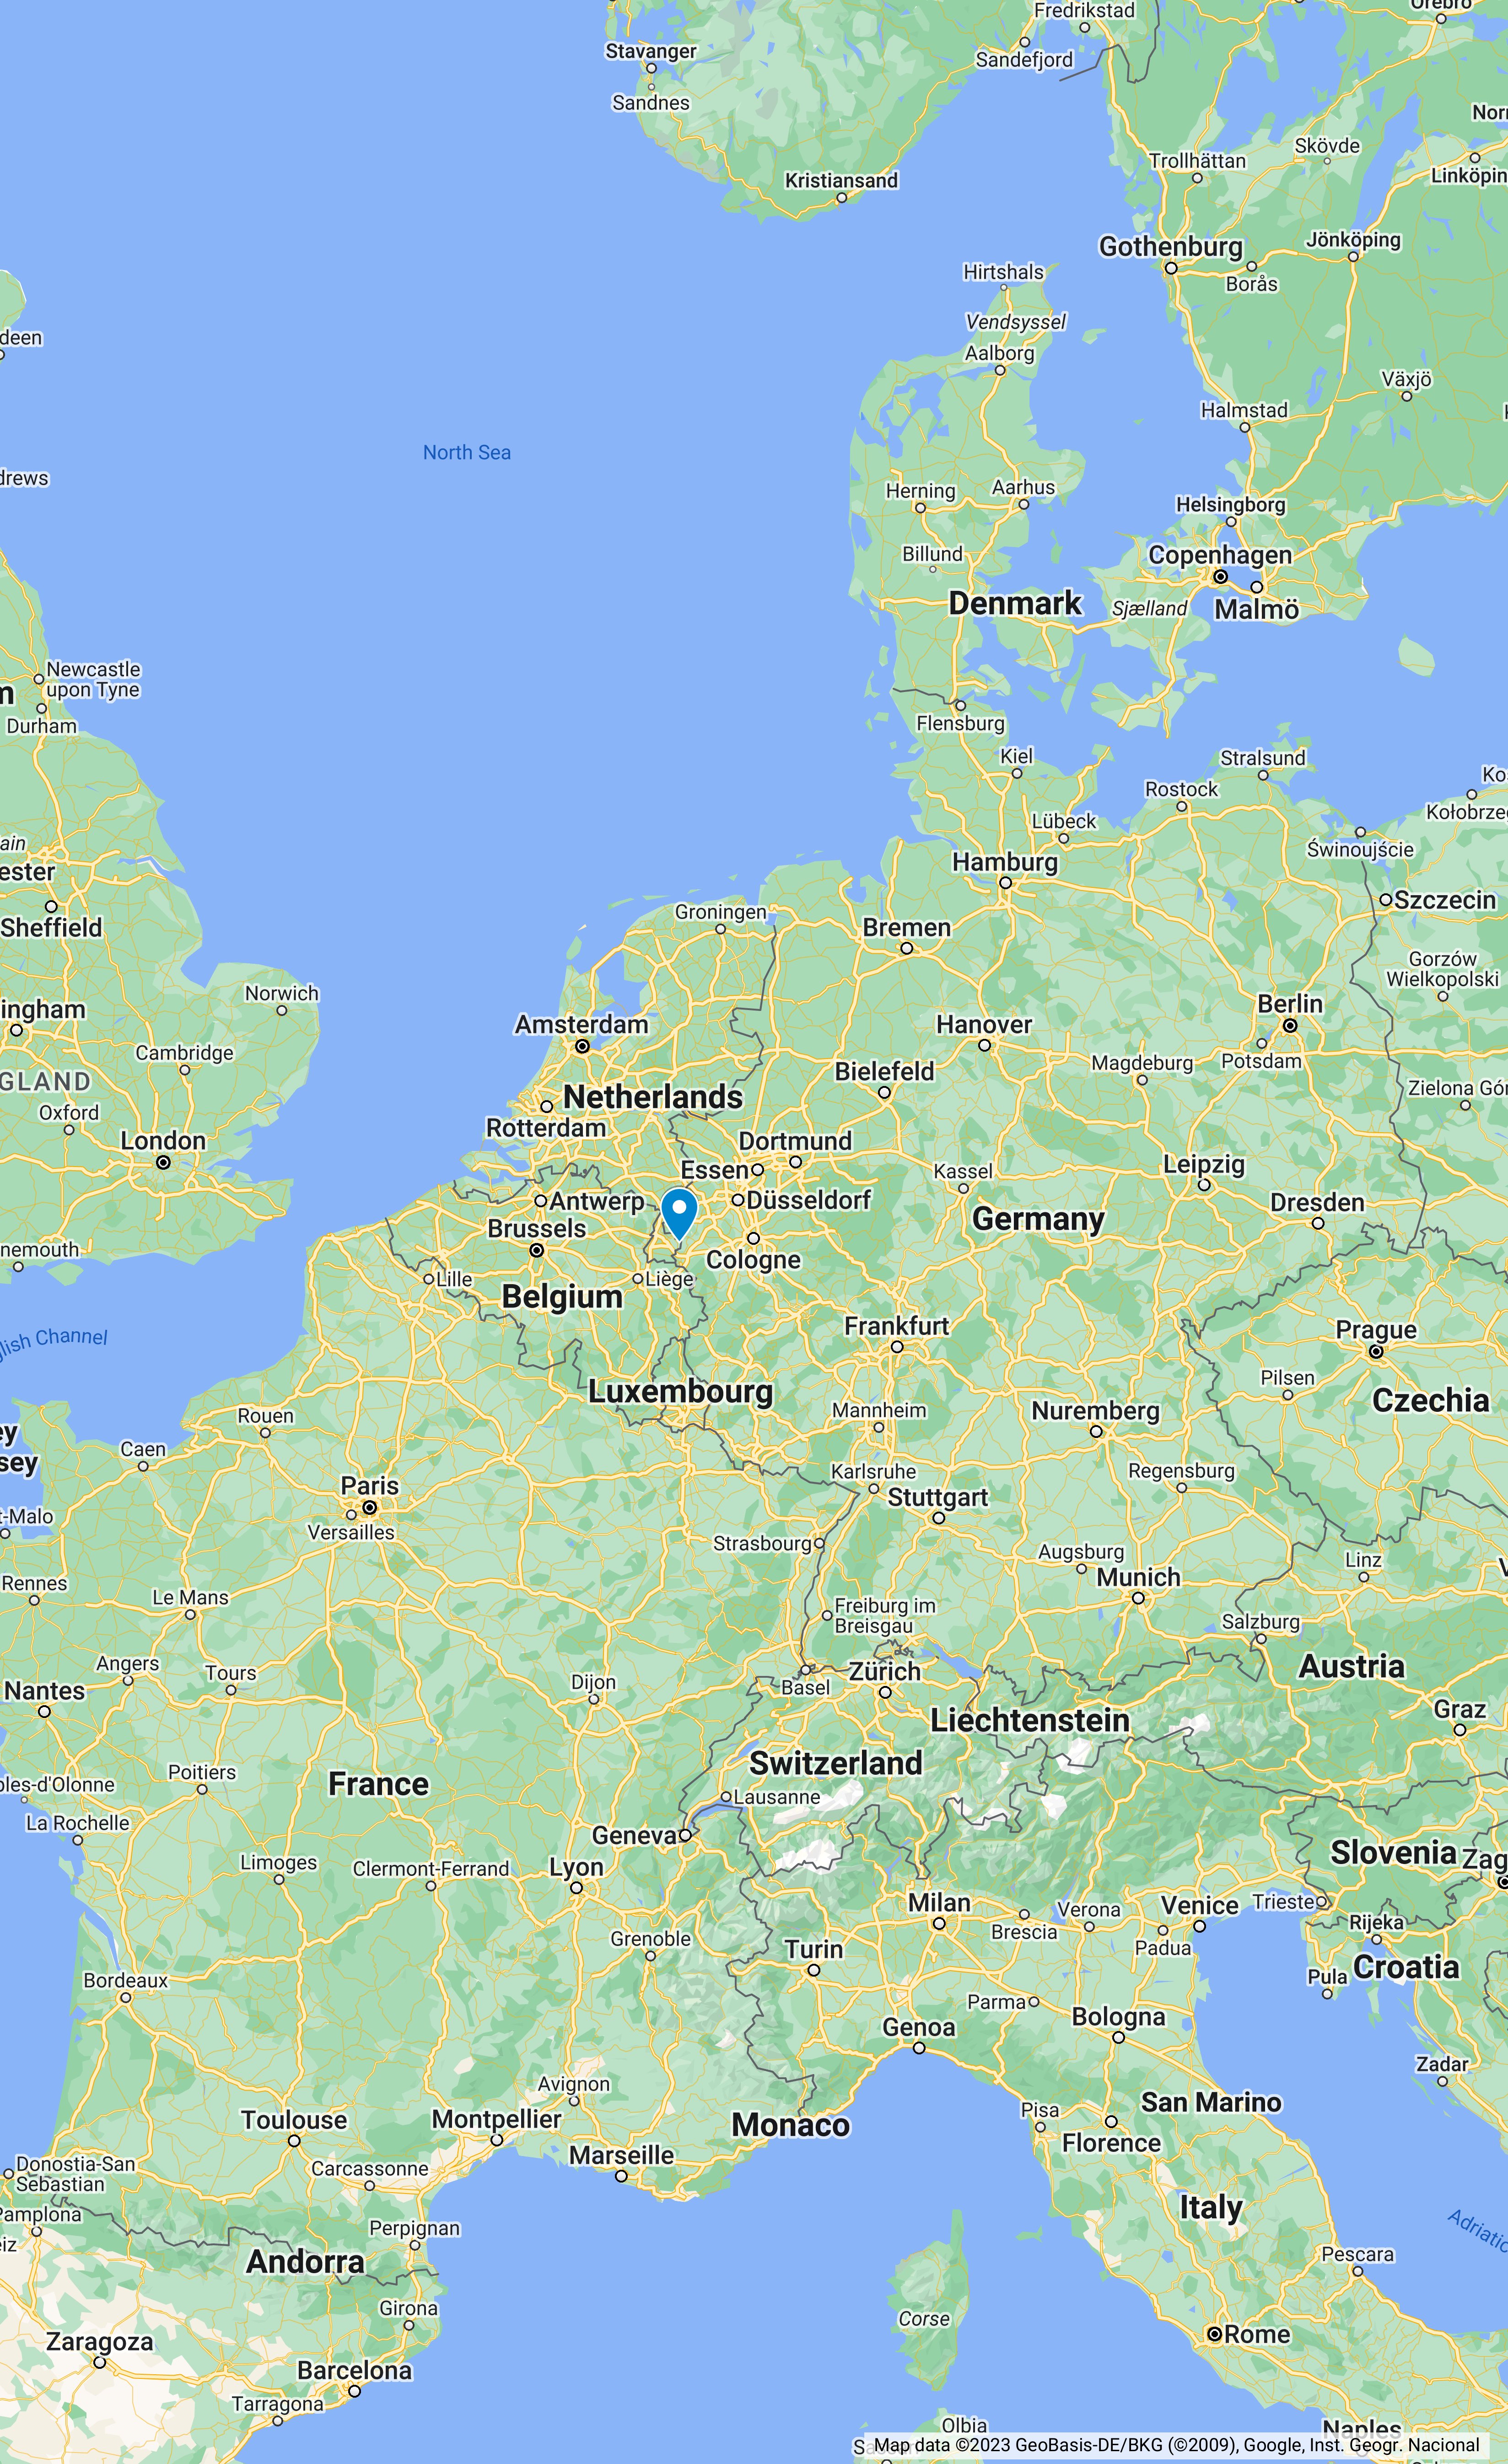 Fredrikstad
Örebro
Stavanger
Sandefjord
Sandnes
Norr
Skövde
Trollhättan
Linköpin
Kristiansand
Gothenburg
Jönköping
Borås
Hirtshals
Vendsyssel
deen
Aalborg
Växjö
Halmstad
North Sea
drews
Herning
Aarhus
Helsingborg
Billund
Copenhagen
Denmark
Sjælland
Malmö
Newcastle
upon Tyne
m
Durham
Flensburg
Kiel
Stralsund
Ko
Rostock
Kołobrze
Lübeck
ain
Świnoujście
Hamburg
ester
Szczecin
Groningen
Sheffield
Bremen
Gorzów
Wielkopolski
Norwich
ingham
Berlin
Amsterdam
Hanover
Cambridge
Potsdam
Magdeburg
Bielefeld
GLAND
Zielona Gór
Netherlands
Oxford
Rotterdam
London
Dortmund
Essen
Leipzig
Kassel
Antwerp
Düsseldorf
Dresden
Germany
Brussels
nemouth
Cologne
Lille
Liège
Belgium
Frankfurt
Prague
glish Channel
Pilsen
Luxembourg
Czechia
Mannheim
Nuremberg
Rouen
ey
Caen
sey
Karlsruhe
Regensburg
Paris
Stuttgart
t-Malo
Versailles
Strasbourg
Augsburg
Linz
Munich
Rennes
Le Mans
Freiburg im
Breisgau
Salzburg
Angers
Tours
Zürich
Austria
Dijon
Basel
Nantes
Graz
Liechtenstein
Switzerland
Poitiers
France
bles-d'Olonne
Lausanne
La Rochelle
Geneva
Slovenia
Zag
Limoges
Clermont-Ferrand
Lyon
Milan
Venice
Trieste
Verona
Brescia
Rijeka
Grenoble
Turin
Padua
Croatia
Bordeaux
Pula
Parma
Bologna
Genoa
Zadar
Avignon
San Marino
Pisa
Toulouse
Montpellier
Monaco
Florence
Marseille
Donostia-San
Sebastian
Carcassonne
Italy
Pamplona
Perpignan
Adriatic
eiz
Andorra
Pescara
Girona
Corse
Rome
Zaragoza
Barcelona
Tarragona
Olbia
Naples
Map data ©2023 GeoBasis-DE/BKG (©2009), Google, Inst. Geogr. Nacional